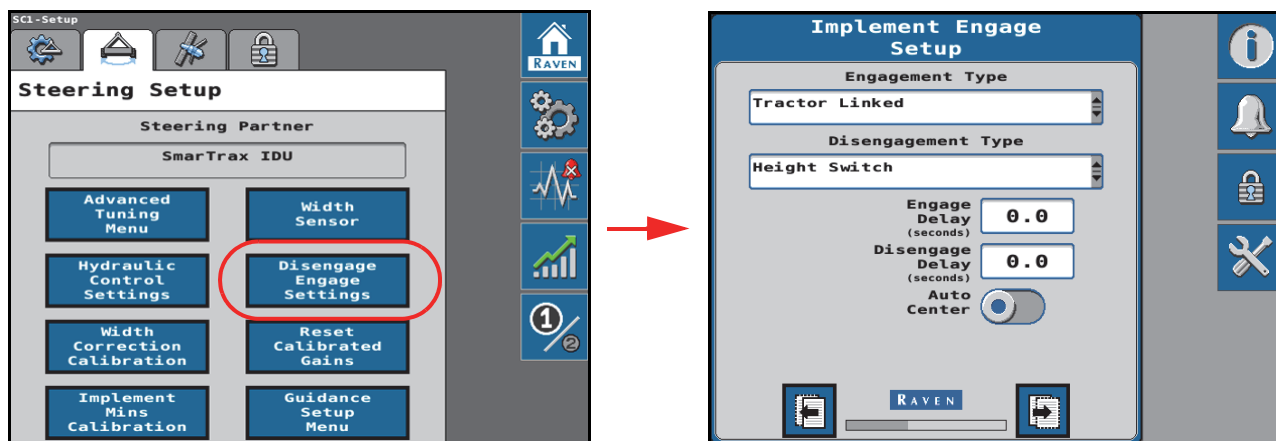 SC1-Setup
Steering Setup
Steering Partner
SmarTrax IDU
Advanced
Tuning
Menu
Width
Sensor
Hydraulic
Control
Settings
Disengage
Engage
Settings
Width
Correction
Calibration
Reset
Calibrated
Gains
Implement
Mins
Calibration
Guidance
Setup
Menu
RAVEN
1/2
Implement Engage
Setup
Engagement Type
Tractor Linked
Disengagement Type
Height Switch
Engage
Delay
(seconds)
0.0
Disengage
Delay
(seconds)
0.0
Auto
Center
RAVEN